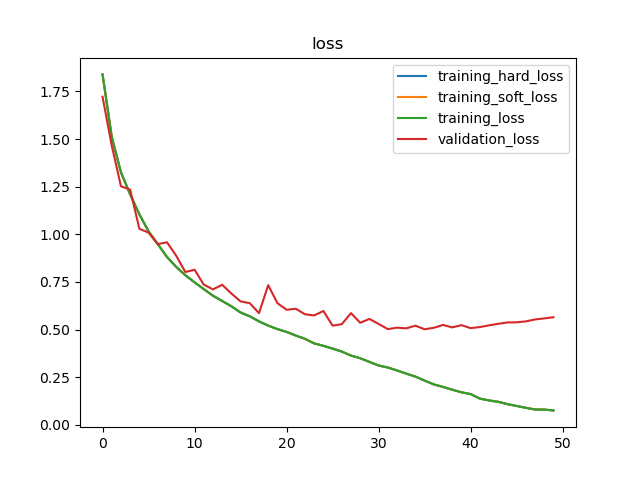 loss
training_hard_loss
training_soft_loss
training_loss
validation_loss
1.75
1.50
1.25
1.00
0.75
0.50
0.25
0.00
0 10 20 30 40 50